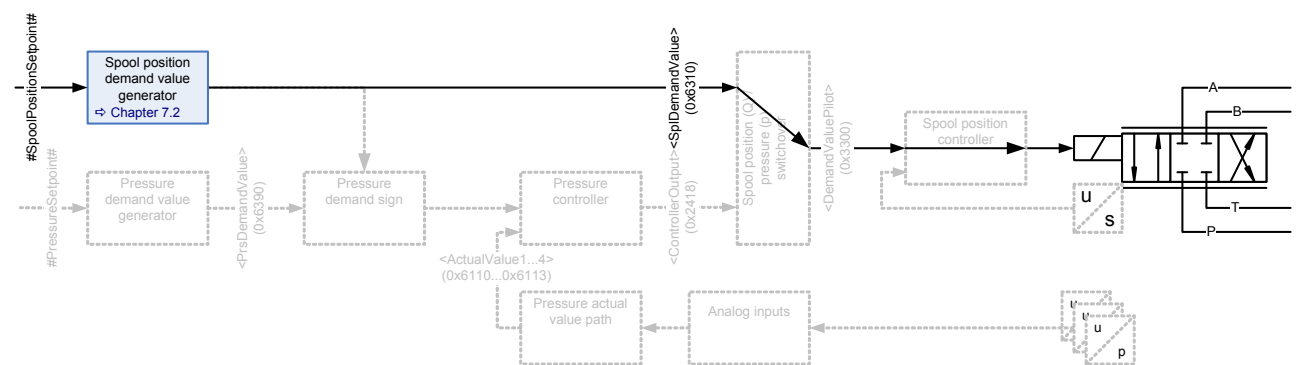 #SpoolPositionSetpoint#
Spool position
demand value
generator
⇨ Chapter 7.2
<SplDemandValue>
(0x6310)
Spool position (Q)/
pressure (p)
switchover
<DemandValuePilot>
(0x3300)
Spool position
controller
A
B
T
P
u
s
#PressureSetpoint#
Pressure
demand value
generator
<PrsDemandValue>
(0x6390)
Pressure
demand sign
Pressure
controller
<ControllerOutput>
(0x2418)
<ActualValue1...4>
(0x6110...0x6113)
Pressure actual
value path
Analog inputs
u
u
u
p